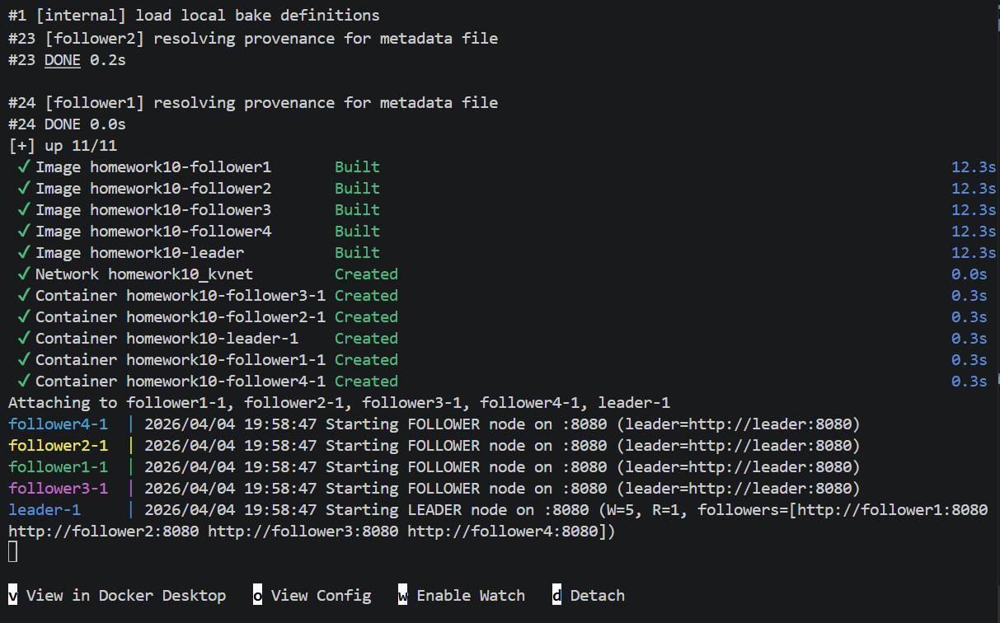 #1 [internal] load local bake definitions
#23 [follower2] resolving provenance for metadata file
#23 DONE 0.2s
#24 [follower1] resolving provenance for metadata file
#24 DONE 0.0s
[+] up 11/11
✓ Image homework10-follower1 Built 12.3s
✓ Image homework10-follower2 Built 12.3s
✓ Image homework10-follower3 Built 12.3s
✓ Image homework10-follower4 Built 12.3s
✓ Image homework10-leader Built 12.3s
✓ Network homework10_kvnet Created 0.0s
✓ Container homework10-follower3-1 Created 0.3s
✓ Container homework10-follower2-1 Created 0.3s
✓ Container homework10-leader-1 Created 0.3s
✓ Container homework10-follower1-1 Created 0.3s
✓ Container homework10-follower4-1 Created 0.3s
Attaching to follower1-1, follower2-1, follower3-1, follower4-1, leader-1
follower4-1 | 2026/04/04 19:58:47 Starting FOLLOWER node on :8080 (leader=http://leader:8080)
follower2-1 | 2026/04/04 19:58:47 Starting FOLLOWER node on :8080 (leader=http://leader:8080)
follower1-1 | 2026/04/04 19:58:47 Starting FOLLOWER node on :8080 (leader=http://leader:8080)
follower3-1 | 2026/04/04 19:58:47 Starting FOLLOWER node on :8080 (leader=http://leader:8080)
leader-1 | 2026/04/04 19:58:47 Starting LEADER node on :8080 (W=5, R=1, followers=[http://follower1:8080
http://follower2:8080 http://follower3:8080 http://follower4:8080])
v View in Docker Desktop o View Config w Enable Watch d Detach